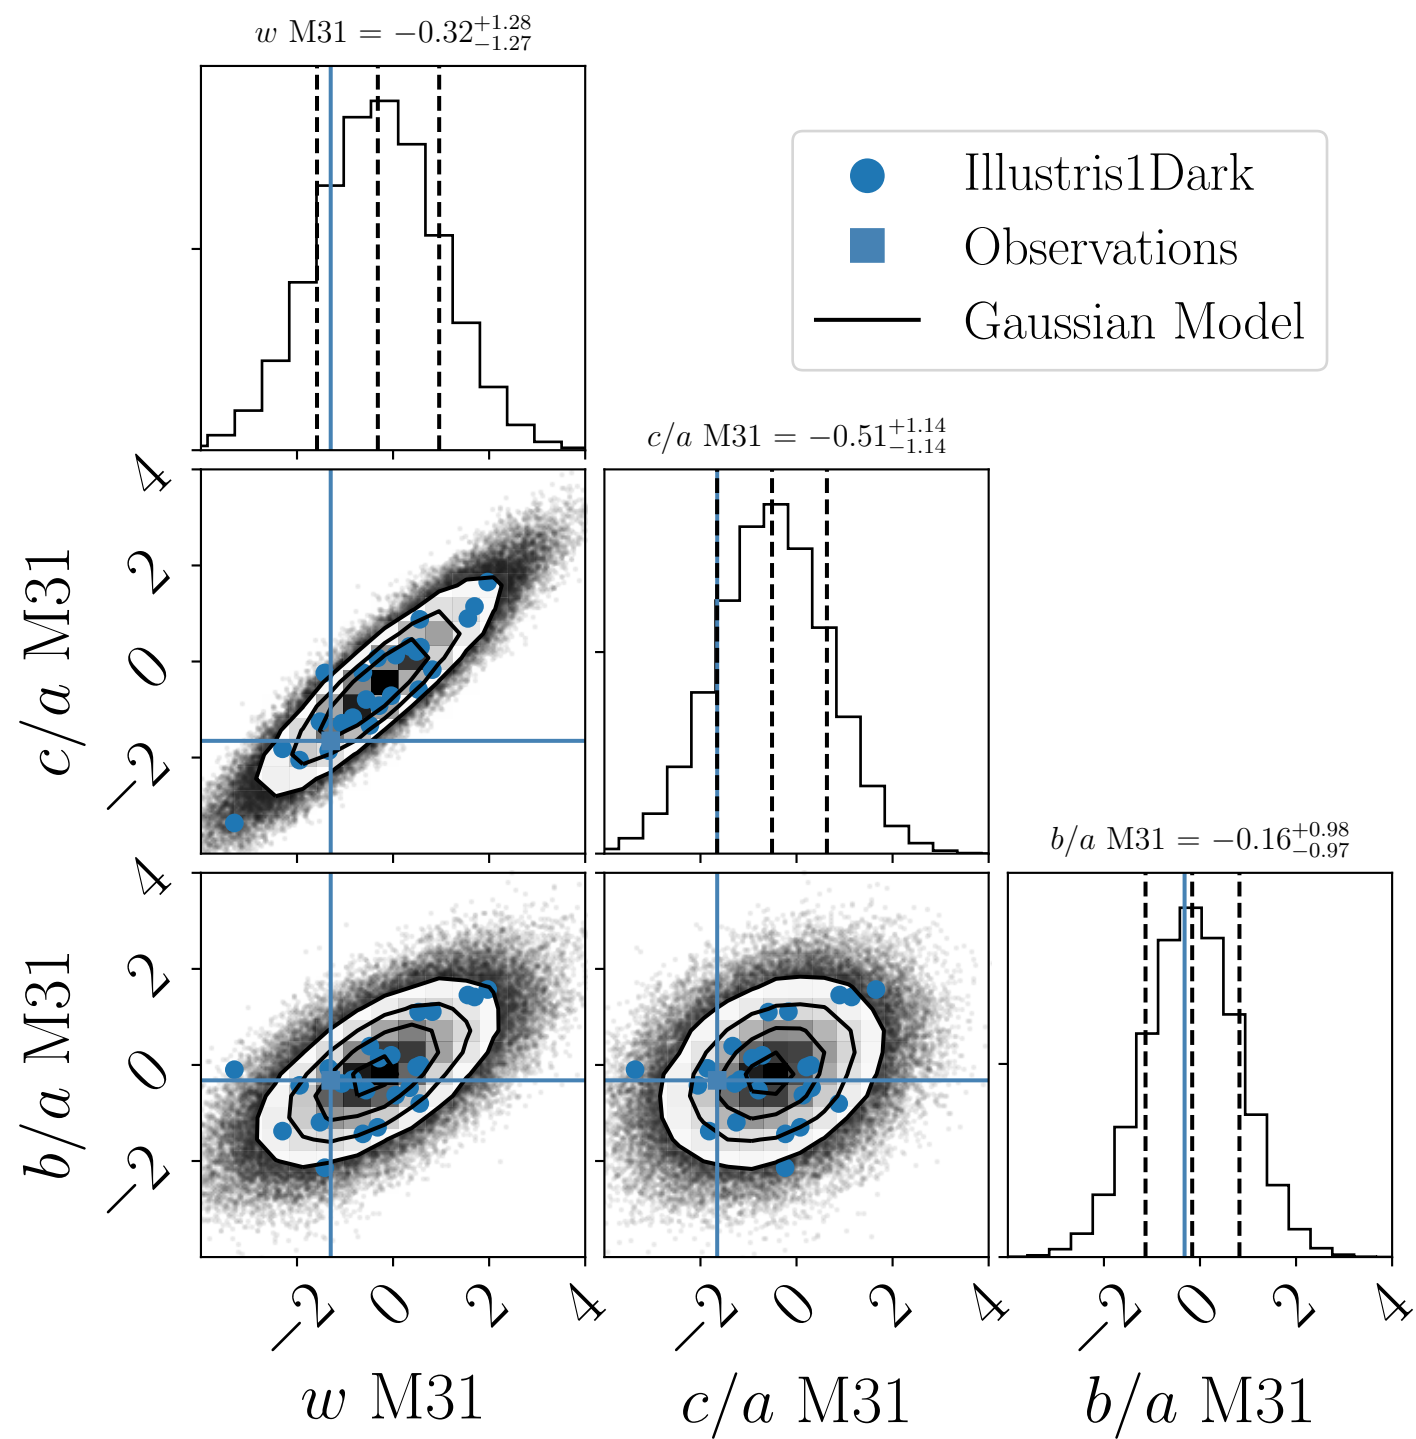 w M31 = −0.32+1.28−1.27
Illustris1Dark
Observations
Gaussian Model
c/a M31 = −0.51+1.14−1.14
4
2
0
−2
c/a M31
b/a M31 = −0.16+0.98−0.97
4
2
0
−2
b/a M31
−2 0 2 4
−2 0 2 4
−2 0 2 4
w M31
c/a M31
b/a M31